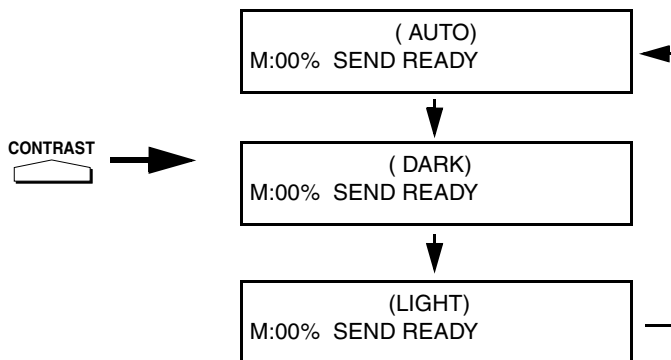 ( AUTO)
M:00% SEND READY
CONTRAST
( DARK)
M:00% SEND READY
(LIGHT)
M:00% SEND READY